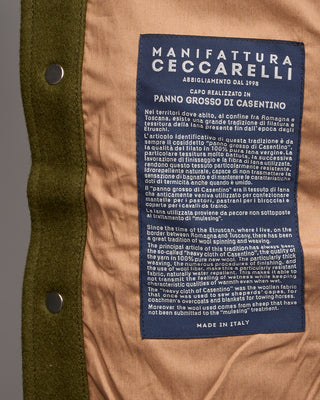 MANIFATTURA
CECCARELLI
ABBIGLIAMENTO DAL 1998
CAPO REALIZZATO IN
PANNO GROSSO DI CASENTINO
Nei territori dove abito, al confine fra Romagna e
Toscana, esiste una grande tradizione di filatura e
tessitura della lana presente fin dall'epoca degli
Etruschi.
L'articolo identificativo di questa tradizione è da
sempre il cosiddetto "panno grosso di Casentino",
la qualità del filato in 100% pura lana vergine. La
particolare tessitura molto battuta, la successiva
lavorazione di finissaggio e la fibra di lana utilizzata,
rendono questo tessuto particolarmente resistente,
idrorepellente naturale, capace di non trasmettere la
sensazione di bagnato e di mantenere le caratteristiche
doti di termicità anche quando è umido.
Il "panno grosso di Casentino" era il tessuto di lana
che anticamente veniva utilizzato per confezionare
mantelle per i pastori, pastrani per i birocciai e
coperte per i cavalli da traino.
La lana utilizzata proviene da pecore non sottoposte
al trattamento di "mulesing".
Since the time of the Etruscan, where I live, on the
border between Romagna and Tuscany, there has been
a great tradition of wool spinning and weaving.
The principal article of this tradition has always been
the so-called "heavy cloth of Casentino"; the quality of
the yarn in 100% pure new wool. The particularly thick
weaving, the numerous procedures of finishing, and
the use of wool fiber, make this a particularly resistant
fabric, naturally water repellent. This makes it able to
not transmit the feeling of wetness while keeping
characteristic qualities of warmth even when wet.
The "heavy cloth of Casentino" was the woolen fabric
that once was used to sew sheperds' capes, for
coachmen's overcoats and blankets for towing horses.
Moreover the wool used comes from sheep that have
not been submitted to the "mulesing" treatment.
MADE IN ITALY